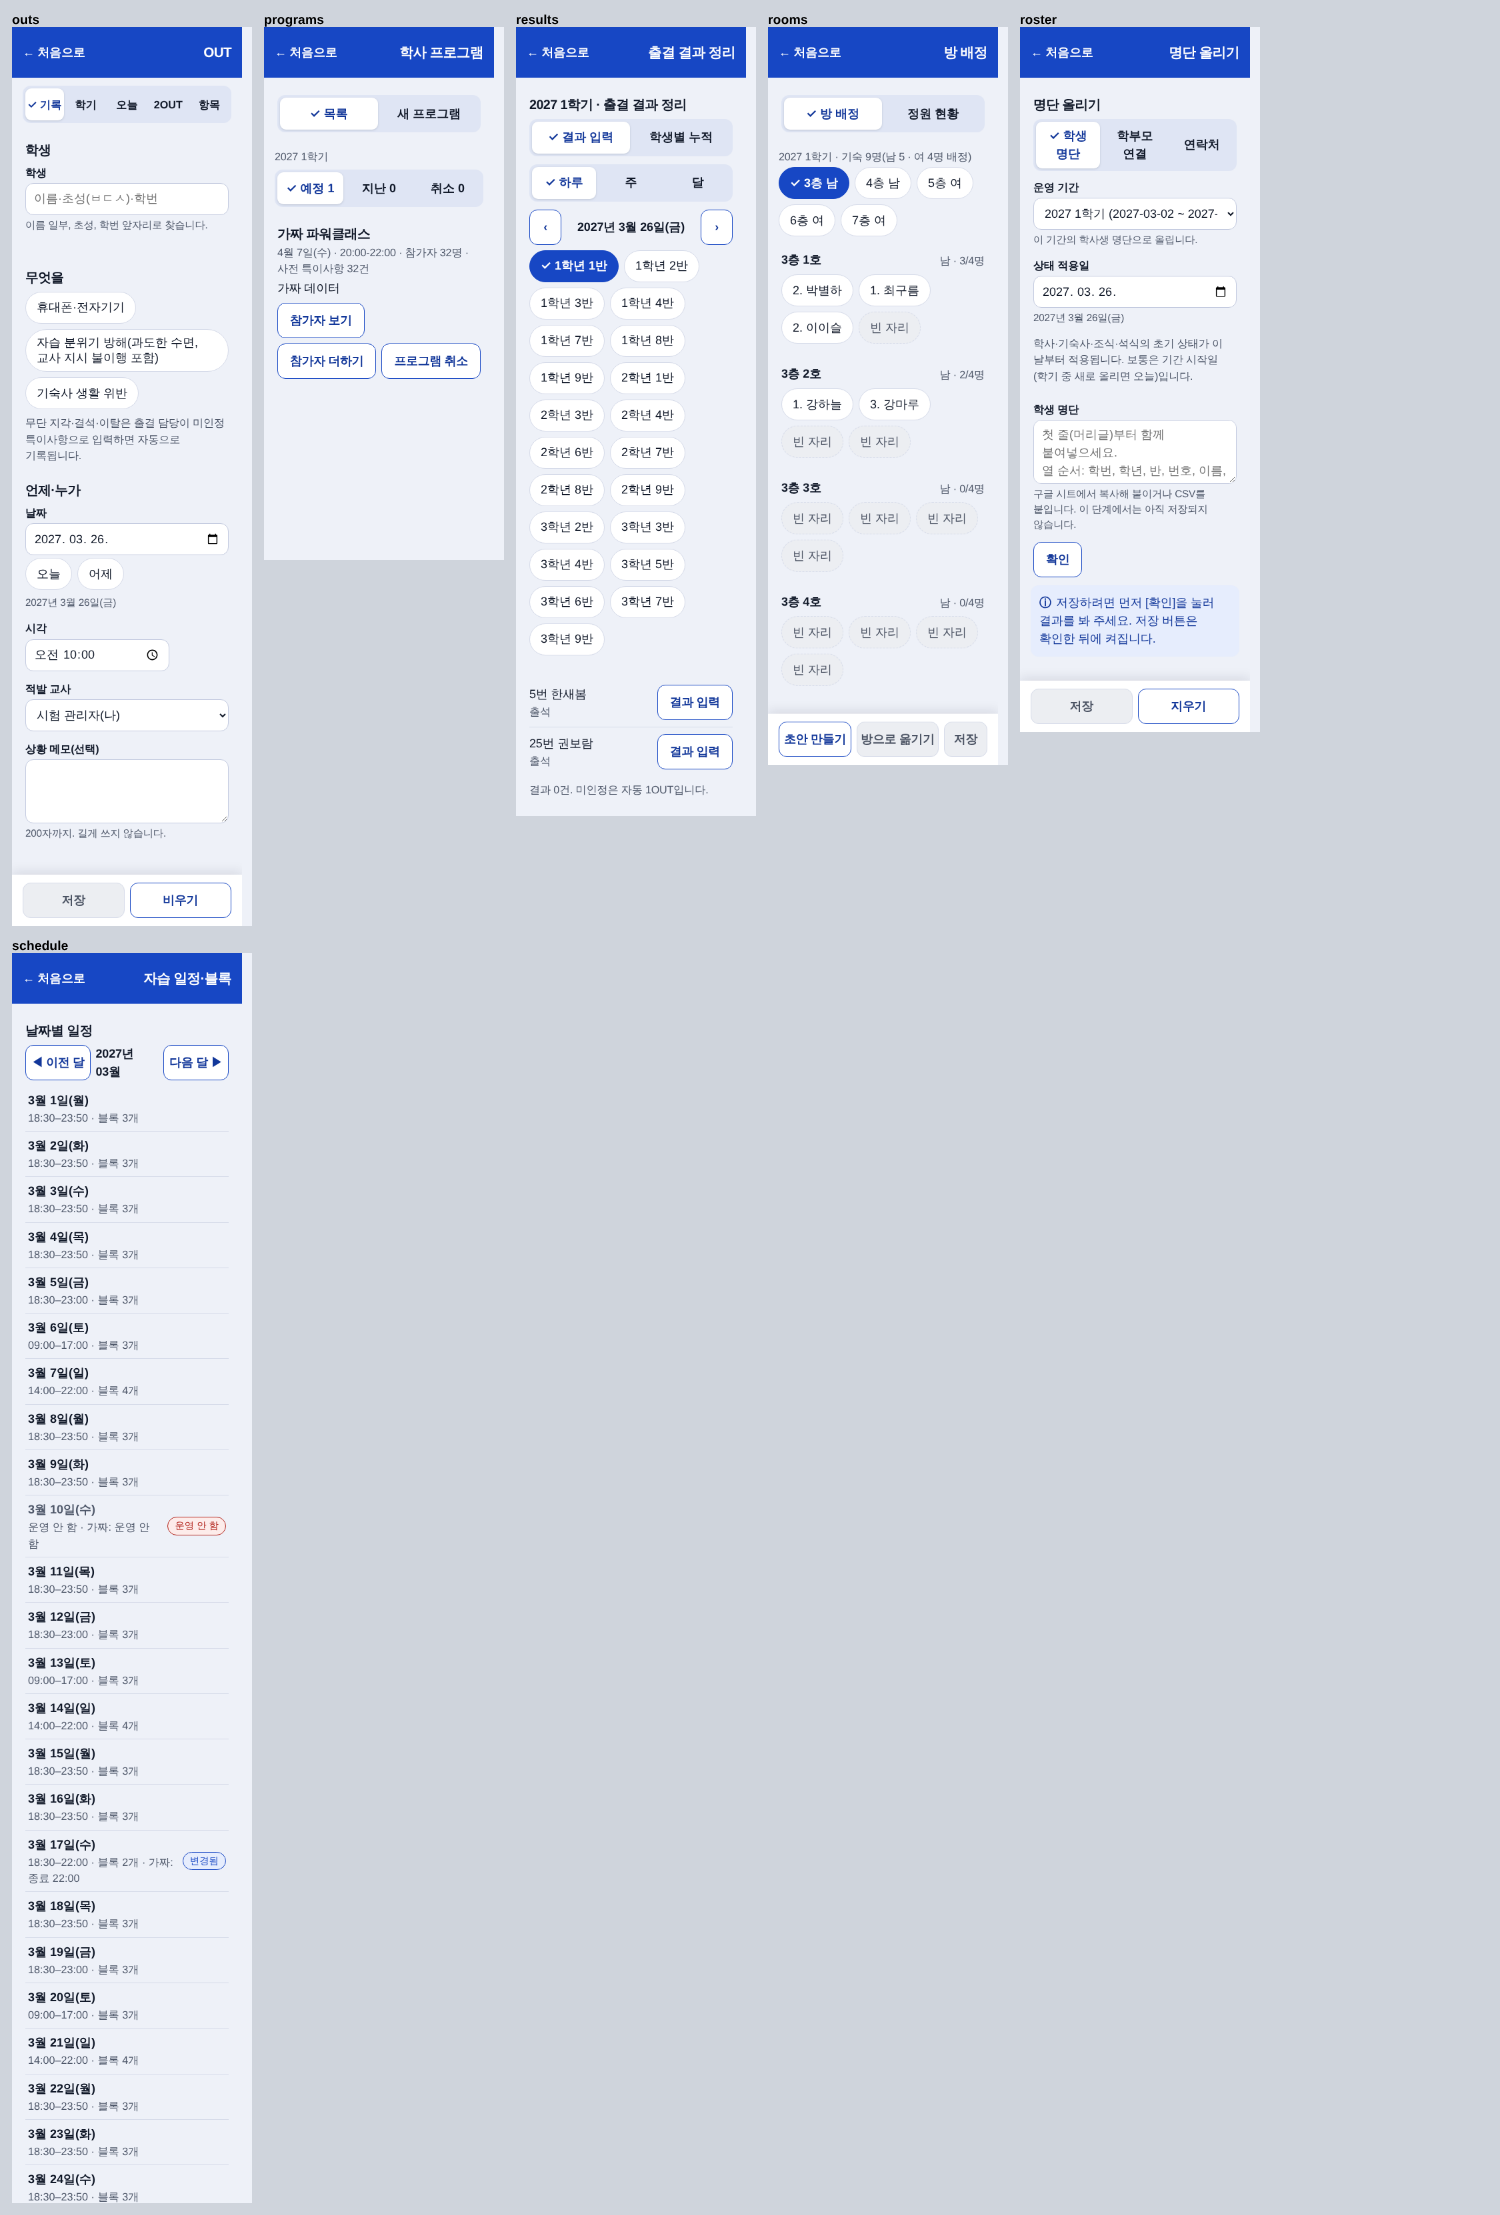 outs
← 처음으로
OUT
✓ 기록
학기
오늘
2OUT
항목
학생
학생
이름·초성(ㅂㄷㅅ)·학번
이름 일부, 초성, 학번 앞자리로 찾습니다.
무엇을
휴대폰·전자기기
자습 분위기 방해(과도한 수면,
교사 지시 불이행 포함)
기숙사 생활 위반
무단 지각·결석·이탈은 출결 담당이 미인정
특이사항으로 입력하면 자동으로
기록됩니다.
언제·누가
날짜
2027. 03. 26.
오늘
어제
2027년 3월 26일(금)
시각
오전 10:00
적발 교사
시험 관리자(나)
상황 메모(선택)
200자까지. 길게 쓰지 않습니다.
저장
비우기
programs
← 처음으로
학사 프로그램
✓ 목록
새 프로그램
2027 1학기
✓ 예정 1
지난 0
취소 0
가짜 파워클래스
4월 7일(수) · 20:00-22:00 · 참가자 32명 ·
사전 특이사항 32건
가짜 데이터
참가자 보기
참가자 더하기
프로그램 취소
results
← 처음으로
출결 결과 정리
2027 1학기 · 출결 결과 정리
✓ 결과 입력
학생별 누적
✓ 하루
주
달
‹
2027년 3월 26일(금)
›
✓ 1학년 1반
1학년 2반
1학년 3반
1학년 4반
1학년 7반
1학년 8반
1학년 9반
2학년 1반
2학년 3반
2학년 4반
2학년 6반
2학년 7반
2학년 8반
2학년 9반
3학년 2반
3학년 3반
3학년 4반
3학년 5반
3학년 6반
3학년 7반
3학년 9반
5번 한새봄
출석
결과 입력
25번 권보람
출석
결과 입력
결과 0건. 미인정은 자동 1OUT입니다.
rooms
← 처음으로
방 배정
✓ 방 배정
정원 현황
2027 1학기 · 기숙 9명(남 5 · 여 4명 배정)
✓ 3층 남
4층 남
5층 여
6층 여
7층 여
3층 1호
남 · 3/4명
2. 박별하
1. 최구름
2. 이이슬
빈 자리
3층 2호
남 · 2/4명
1. 강하늘
3. 강마루
빈 자리
빈 자리
3층 3호
남 · 0/4명
빈 자리
빈 자리
빈 자리
빈 자리
3층 4호
남 · 0/4명
빈 자리
빈 자리
빈 자리
빈 자리
초안 만들기
방으로 옮기기
저장
roster
← 처음으로
명단 올리기
명단 올리기
✓ 학생
명단
학부모
연결
연락처
운영 기간
2027 1학기 (2027-03-02 ~ 2027-
이 기간의 학사생 명단으로 올립니다.
상태 적용일
2027. 03. 26.
2027년 3월 26일(금)
학사·기숙사·조식·석식의 초기 상태가 이
날부터 적용됩니다. 보통은 기간 시작일
(학기 중 새로 올리면 오늘)입니다.
학생 명단
첫 줄(머리글)부터 함께
붙여넣으세요.
열 순서: 학번, 학년, 반, 번호, 이름,
구글 시트에서 복사해 붙이거나 CSV를
붙입니다. 이 단계에서는 아직 저장되지
않습니다.
확인
ⓘ 저장하려면 먼저 [확인]을 눌러
결과를 봐 주세요. 저장 버튼은
확인한 뒤에 켜집니다.
저장
지우기
schedule
← 처음으로
자습 일정·블록
날짜별 일정
◀ 이전 달
2027년
03월
다음 달 ▶
3월 1일(월)
18:30–23:50 · 블록 3개
3월 2일(화)
18:30–23:50 · 블록 3개
3월 3일(수)
18:30–23:50 · 블록 3개
3월 4일(목)
18:30–23:50 · 블록 3개
3월 5일(금)
18:30–23:00 · 블록 3개
3월 6일(토)
09:00–17:00 · 블록 3개
3월 7일(일)
14:00–22:00 · 블록 4개
3월 8일(월)
18:30–23:50 · 블록 3개
3월 9일(화)
18:30–23:50 · 블록 3개
3월 10일(수)
운영 안 함 · 가짜: 운영 안
함
운영 안 함
3월 11일(목)
18:30–23:50 · 블록 3개
3월 12일(금)
18:30–23:00 · 블록 3개
3월 13일(토)
09:00–17:00 · 블록 3개
3월 14일(일)
14:00–22:00 · 블록 4개
3월 15일(월)
18:30–23:50 · 블록 3개
3월 16일(화)
18:30–23:50 · 블록 3개
3월 17일(수)
18:30–22:00 · 블록 2개 · 가짜:
종료 22:00
변경됨
3월 18일(목)
18:30–23:50 · 블록 3개
3월 19일(금)
18:30–23:00 · 블록 3개
3월 20일(토)
09:00–17:00 · 블록 3개
3월 21일(일)
14:00–22:00 · 블록 4개
3월 22일(월)
18:30–23:50 · 블록 3개
3월 23일(화)
18:30–23:50 · 블록 3개
3월 24일(수)
18:30–23:50 · 블록 3개